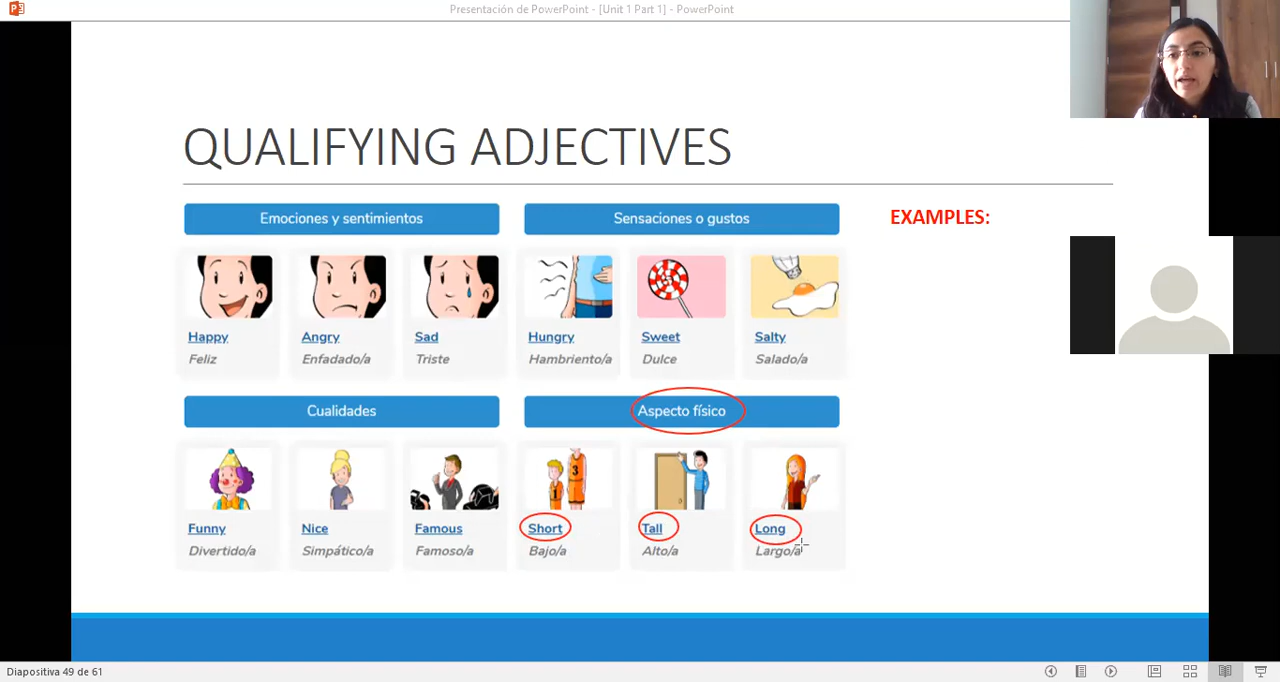 Presentación de PowerPoint - [Unit 1 Part 1] - PowerPoint
QUALIFYING ADJECTIVES
Emociones y sentimientos
Sensaciones o gustos
EXAMPLES:
Happy
Angry
Sad
Hungry
Sweet
Salty
Feliz
Enfadado/a
Triste
Hambriento/a
Dulce
Salado/a
Cualidades
Aspecto físico
3
1
Funny
Nice
Famous
Short
Tall
Long
Divertido/a
Simpático/a
Famoso/a
Bajo/a
Alto/a
Largo/a
Diapositiva 49 de 61